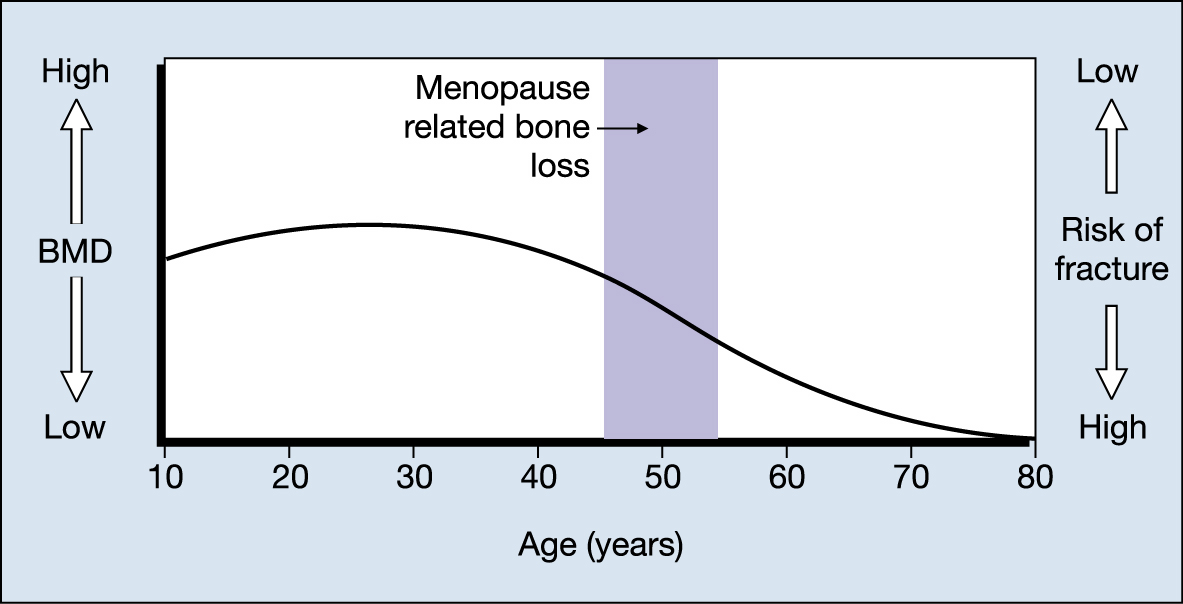 High
BMD
Low
Menopause
related bone
loss
Low
Risk of
fracture
High
10 20 30 40 50 60 70 80
Age (years)